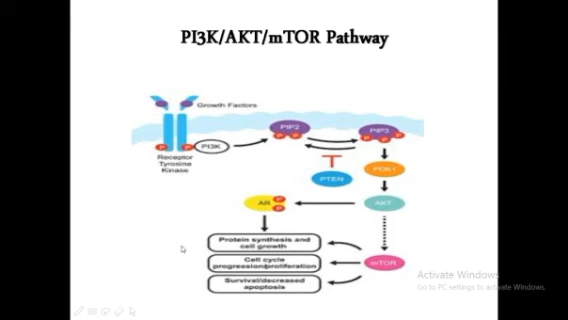 PI3K/AKT/mTOR Pathway
Growth Factors
PIP2
P P
PIP3
P P P
P P
PI3K
Receptor
Tyrosine
Kinase
PTEN
PDR1
AR
P
P
AKT
Protein synthesis and
cell growth
Cell cycle
progression/proliferation
mTOR
Survival/decreased
apoptosis
Activate Windows
Go to PC settings to activate Windows.